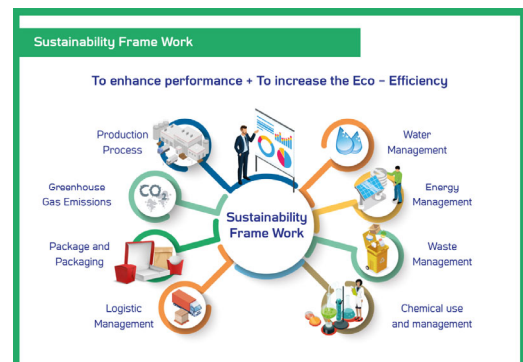 Sustainability Frame Work
To enhance performance + To increase the Eco – Efficiency
Production
Process
Water
Management
Greenhouse
Gas Emissions
CO2
Energy
Management
Sustainability
Frame Work
Package and
Packaging
Waste
Management
Logistic
Management
Chemical use
and management